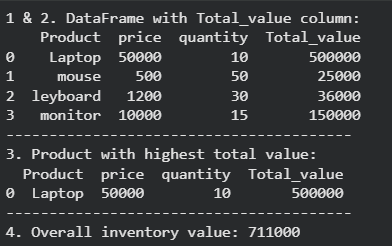 1 & 2. DataFrame with Total_value column:
    Product  price  quantity  Total_value
0    Laptop  50000        10       500000
1     mouse    500        50        25000
2  leyboard   1200        30        36000
3   monitor  10000        15       150000
----------------------------------------
3. Product with highest total value:
  Product  price  quantity  Total_value
0  Laptop  50000        10       500000
----------------------------------------
4. Overall inventory value: 711000